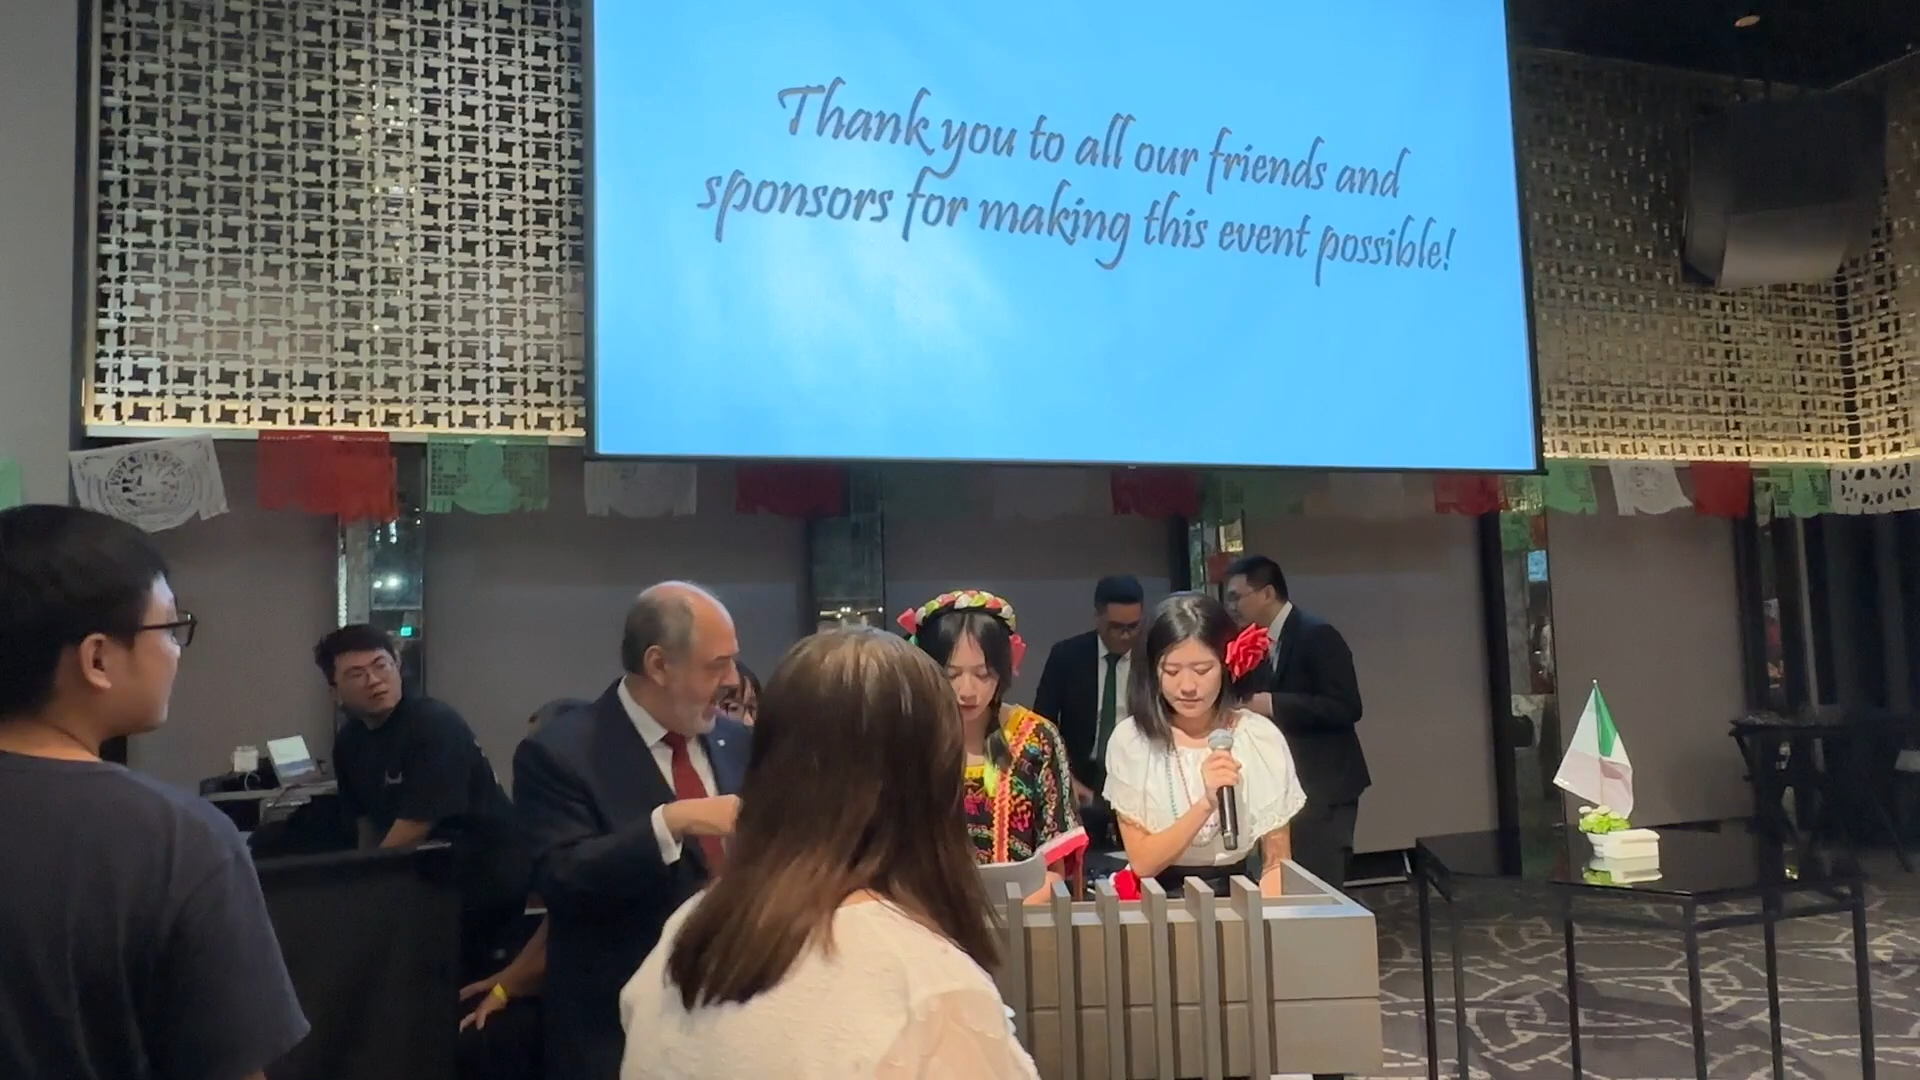 Thank you to all our friends and
sponsors for making this event possible!